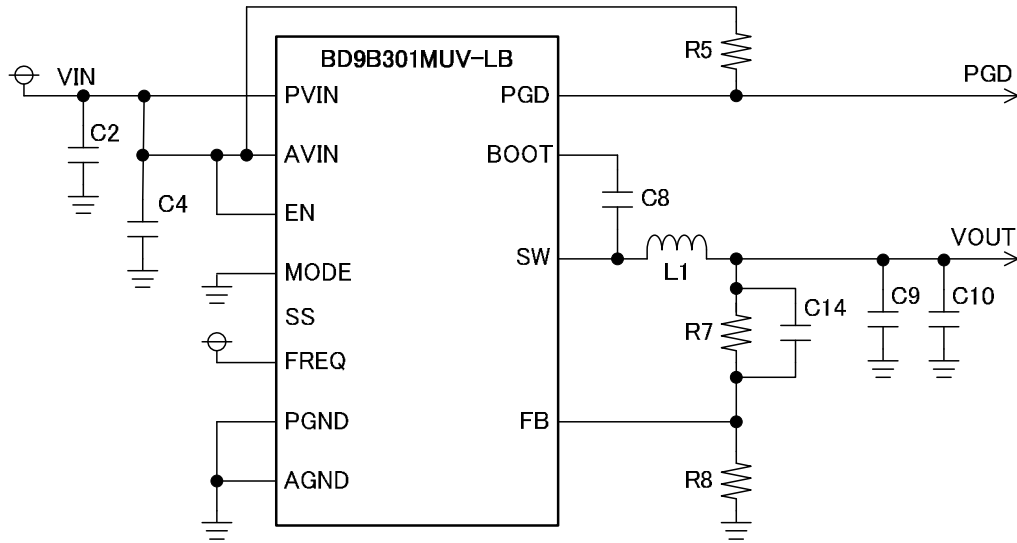 BD9B301MUV-LB
R5
VIN
PVIN
PGD
PGD
C2
AVIN
BOOT
C4
EN
C8
SW
VOUT
MODE
L1
C9
C10
C14
SS
R7
FREQ
PGND
FB
AGND
R8